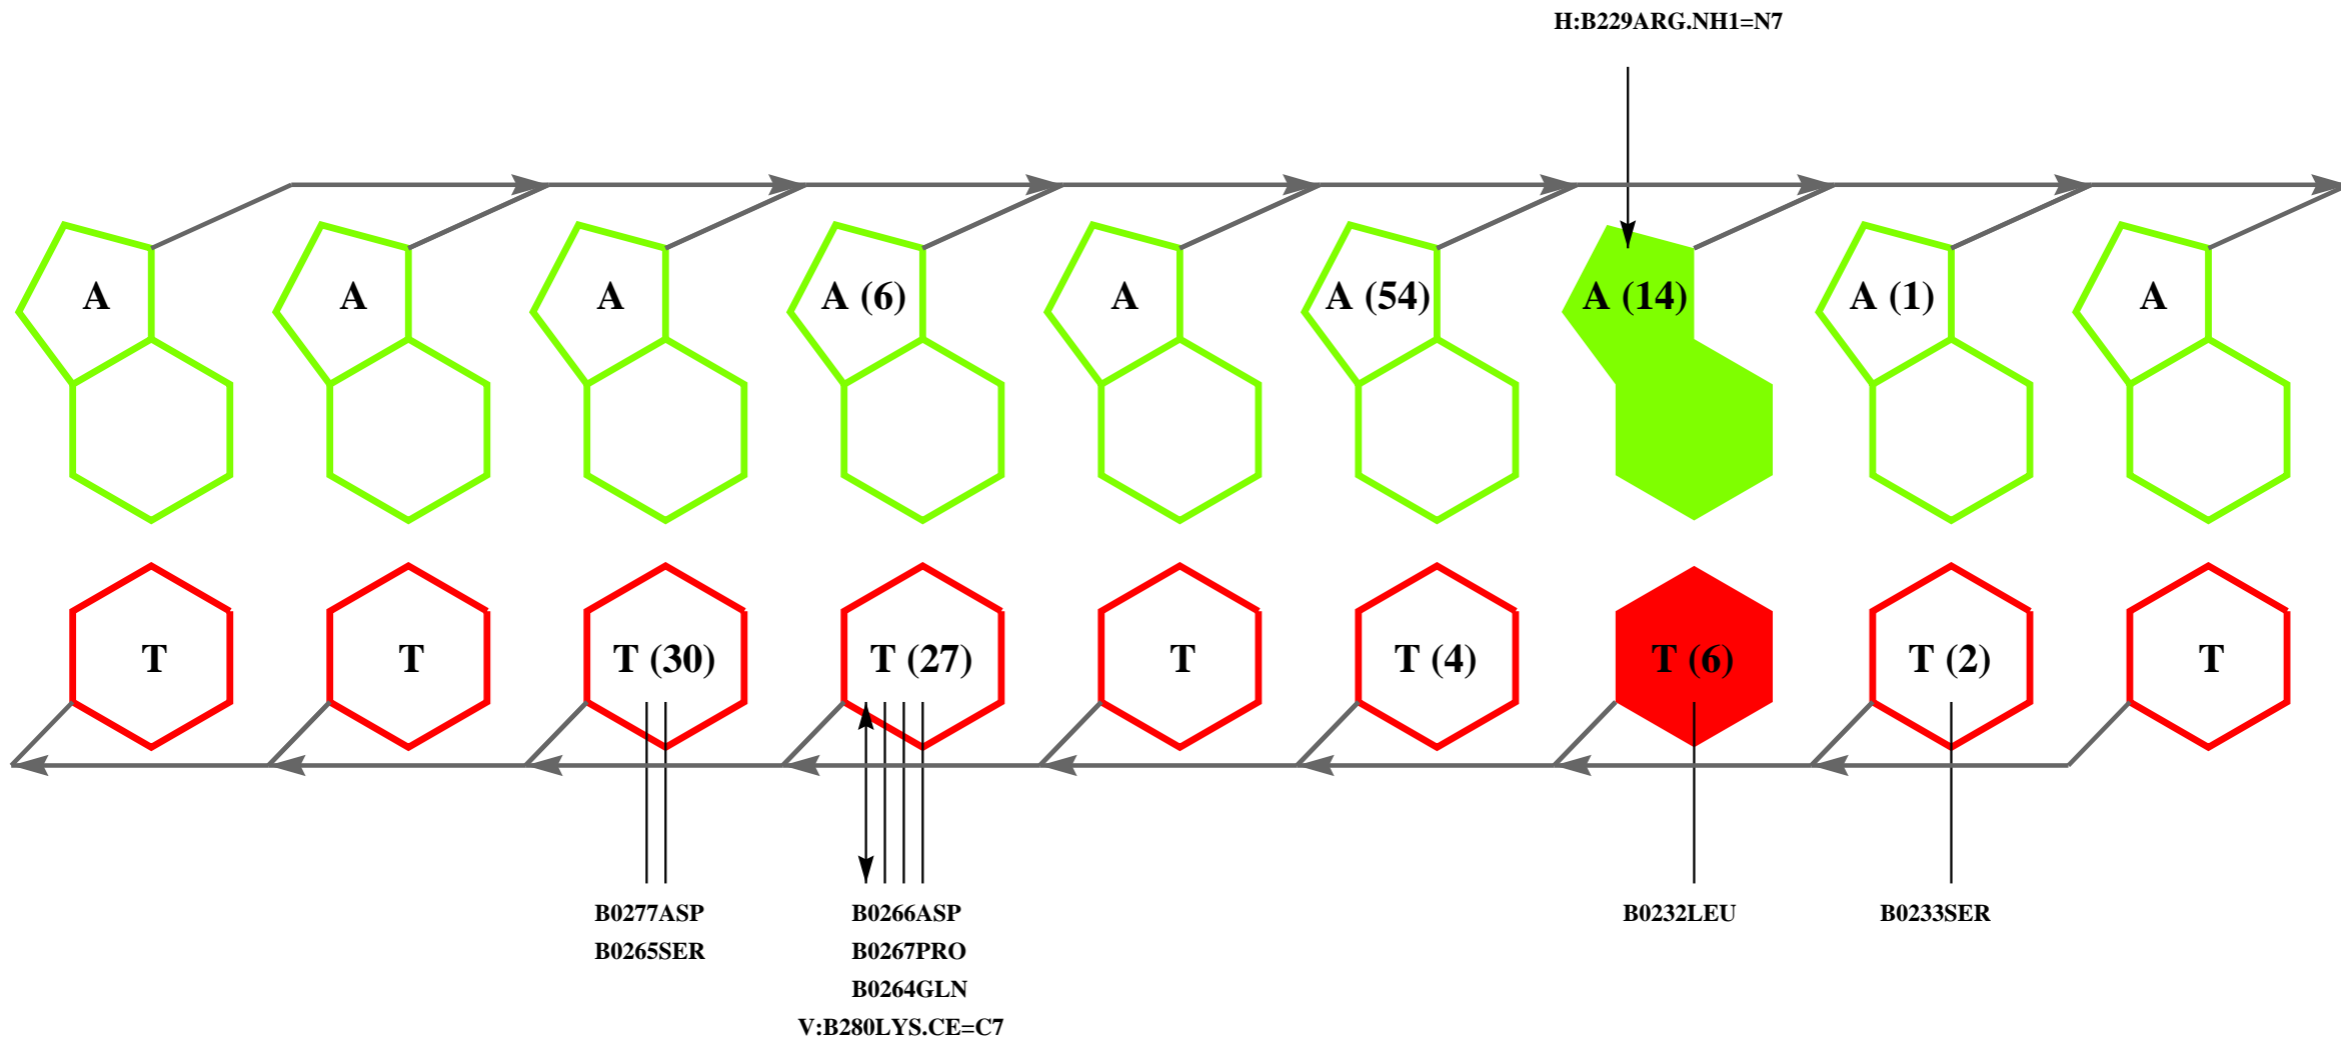 H:B229ARG.NH1=N7
A A A A (6) A A (54) A (14) A (1) A
T T T (30) T (27) T T (4) T (6) T (2) T
B0277ASP B0266ASP B0232LEU B0233SER
B0265SER B0267PRO
B0264GLN
V:B280LYS.CE=C7